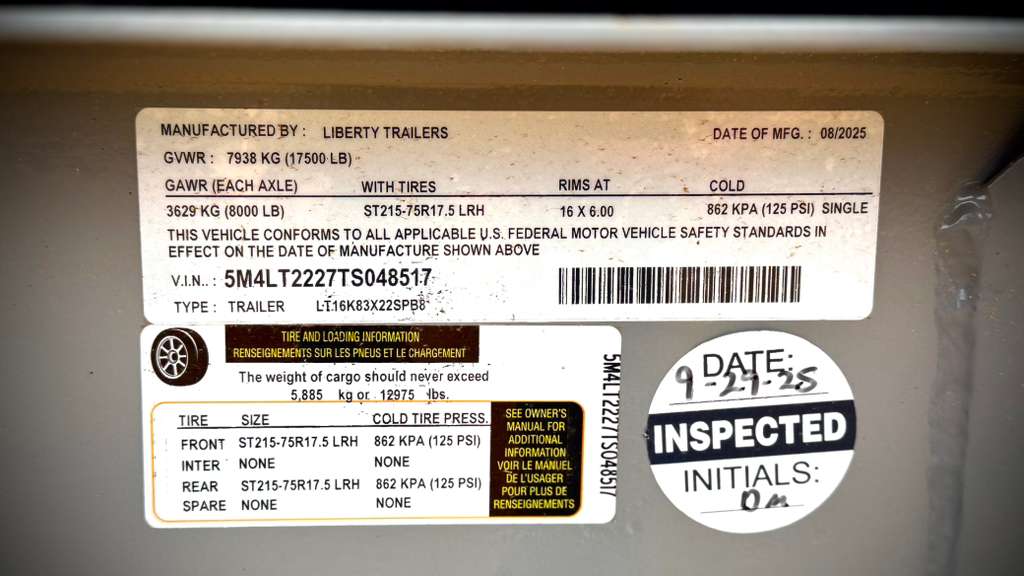 MANUFACTURED BY : LIBERTY TRAILERS DATE OF MFG. : 08/2025
GVWR : 7938 KG (17500 LB)
GAWR (EACH AXLE) WITH TIRES RIMS AT COLD
3629 KG (8000 LB) ST215-75R17.5 LRH 16 X 6.00 862 KPA (125 PSI) SINGLE
THIS VEHICLE CONFORMS TO ALL APPLICABLE U.S. FEDERAL MOTOR VEHICLE SAFETY STANDARDS IN
EFFECT ON THE DATE OF MANUFACTURE SHOWN ABOVE
V.I.N.. : 5M4LT2227TS048517
TYPE : TRAILER LT16K83X22SPB8
TIRE AND LOADING INFORMATION
RENSEIGNEMENTS SUR LES PNEUS ET LE CHARGEMENT
The weight of cargo should never exceed
5,885 kg or 12975 lbs.
TIRE SIZE COLD TIRE PRESS.
FRONT ST215-75R17.5 LRH 862 KPA (125 PSI)
INTER NONE NONE
REAR ST215-75R17.5 LRH 862 KPA (125 PSI)
SPARE NONE NONE
SEE OWNER'S
MANUAL FOR
ADDITIONAL
INFORMATION
VOIR LE MANUEL
DE L'USAGER
POUR PLUS DE
RENSEIGNEMENTS
5M4LT2227TS048517
DATE:
9-29-25
INSPECTED
INITIALS:
DM